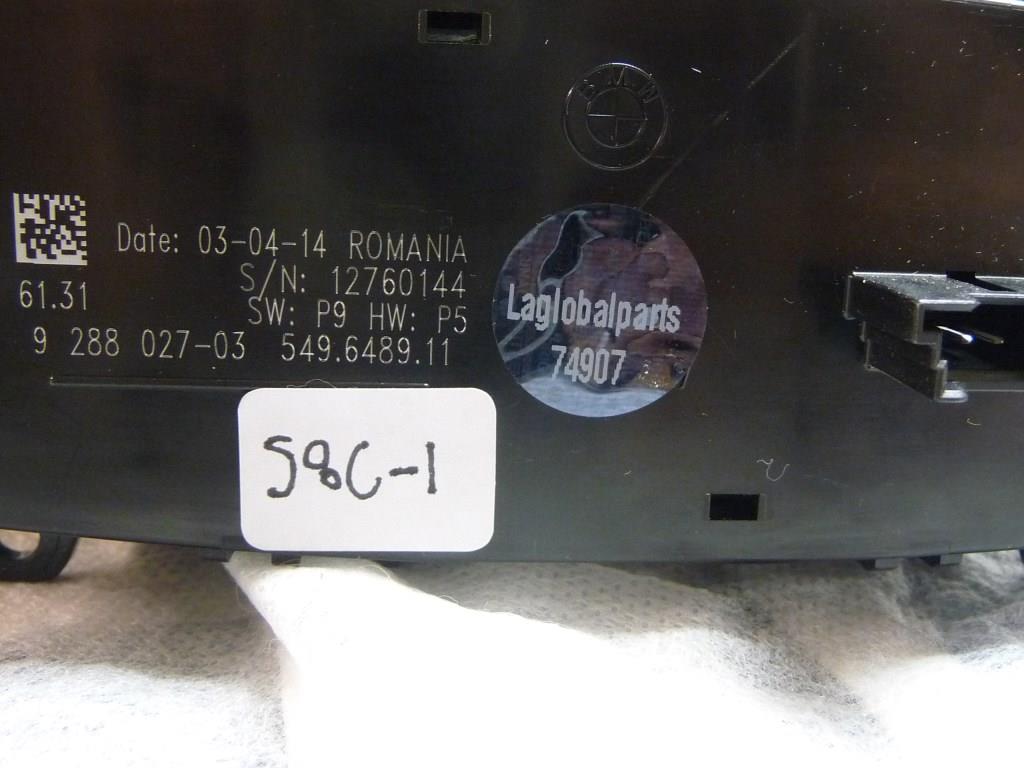 BMW
Date: 03-04-14 ROMANIA
S/N: 12760144
61.31
SW: P9 HW: P5
9 288 027-03 549.6489.11
Laglobalparts
74907
S8C-1